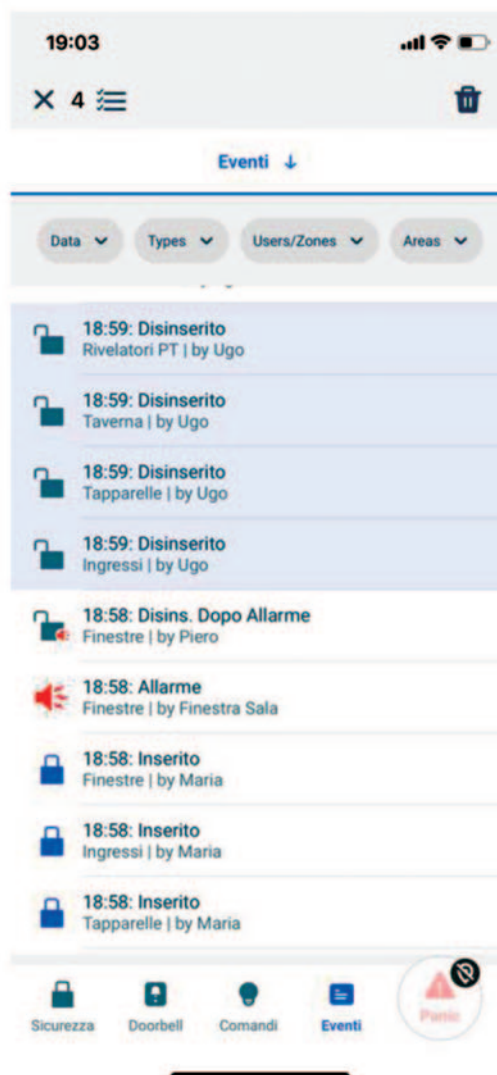 19:03
4
Eventi ↓
Data Types Users/Zones Areas
18:59: Disinserito
Rivelatori PT | by Ugo
18:59: Disinserito
Taverna | by Ugo
18:59: Disinserito
Tapparelle | by Ugo
18:59: Disinserito
Ingressi | by Ugo
18:58: Disins. Dopo Allarme
Finestre | by Piero
18:58: Allarme
Finestre | by Finestra Sala
18:58: Inserito
Finestre | by Maria
18:58: Inserito
Ingressi | by Maria
18:58: Inserito
Tapparelle | by Maria
Sicurezza Doorbell Comandi Eventi Panic